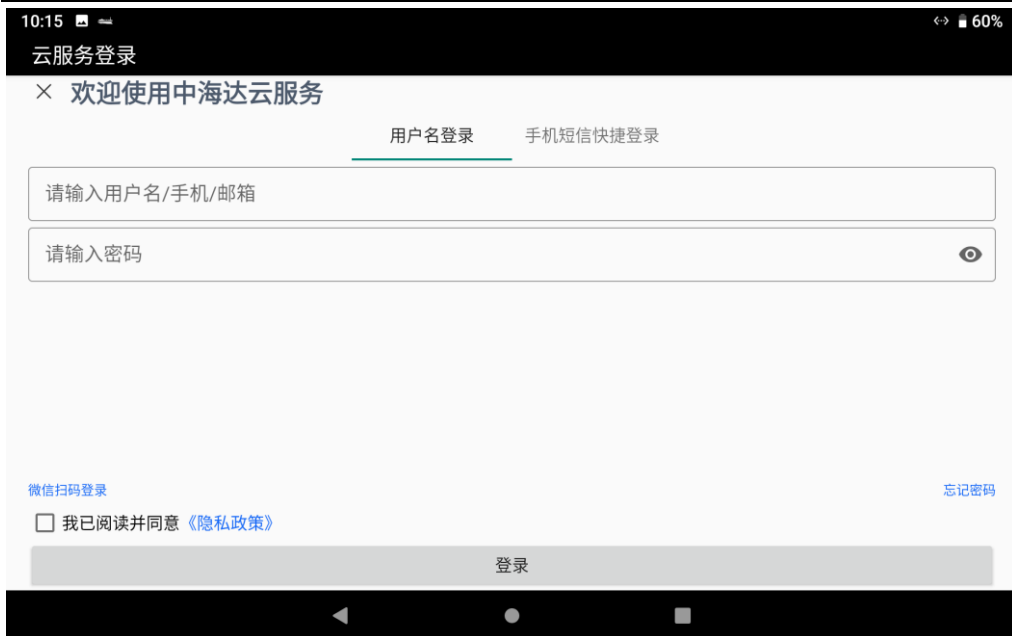 10:15 60%
云服务登录
欢迎使用中海达云服务
用户名登录 手机短信快捷登录
请输入用户名/手机/邮箱
请输入密码
微信扫码登录 忘记密码
我已阅读并同意《隐私政策》
登录